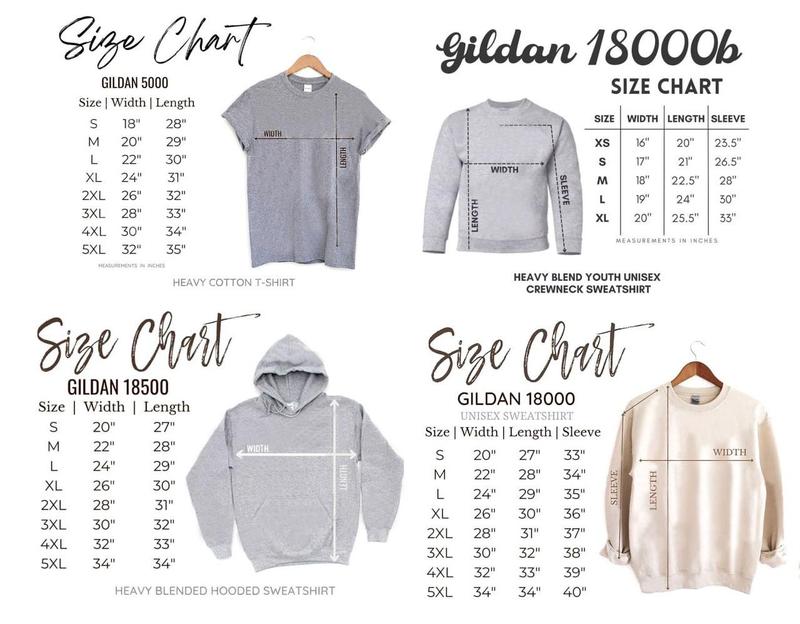 Size Chart
GILDAN 5000
Size | Width | Length
S 18" 28"
M 20" 29"
L 22" 30"
XL 24" 31"
2XL 26" 32"
3XL 28" 33"
4XL 30" 34"
5XL 32" 35"
MEASUREMENTS IN INCHES
WIDTH
LENGTH
HEAVY COTTON T-SHIRT
Gildan 18000b
SIZE CHART
SIZE WIDTH LENGTH SLEEVE
XS 16" 20" 23.5"
S 17" 21" 26.5"
M 18" 22.5" 28"
L 19" 24" 30"
XL 20" 25.5" 33"
MEASUREMENTS IN INCHES
WIDTH
LENGTH
SLEEVE
HEAVY BLEND YOUTH UNISEX
CREWNECK SWEATSHIRT
Size Chart
GILDAN 18500
Size | Width | Length
S 20" 27"
M 22" 28"
L 24" 29"
XL 26" 30"
2XL 28" 31"
3XL 30" 32"
4XL 32" 33"
5XL 34" 34"
WIDTH
LENGTH
HEAVY BLENDED HOODED SWEATSHIRT
Size Chart
GILDAN 18000
UNISEX SWEATSHIRT
Size | Width | Length | Sleeve
S 20" 27" 33"
M 22" 28" 34"
L 24" 29" 35"
XL 26" 30" 36"
2XL 28" 31" 37"
3XL 30" 32" 38"
4XL 32" 33" 39"
5XL 34" 34" 40"
WIDTH
SLEEVE
LENGTH